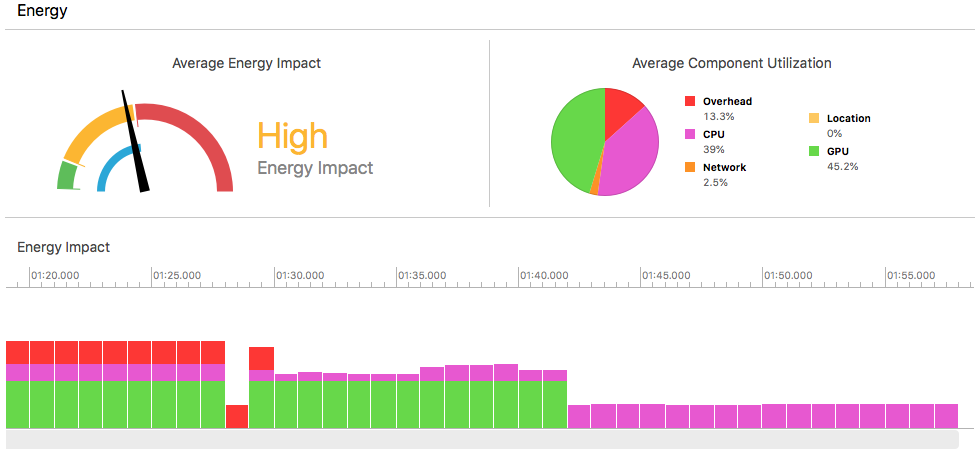 Energy
Average Energy Impact
High
Energy Impact
Average Component Utilization
Overhead
13.3%
CPU
39%
Network
2.5%
Location
0%
GPU
45.2%
Energy Impact
01:20.000 01:25.000 01:30.000 01:35.000 01:40.000 01:45.000 01:50.000 01:55.000